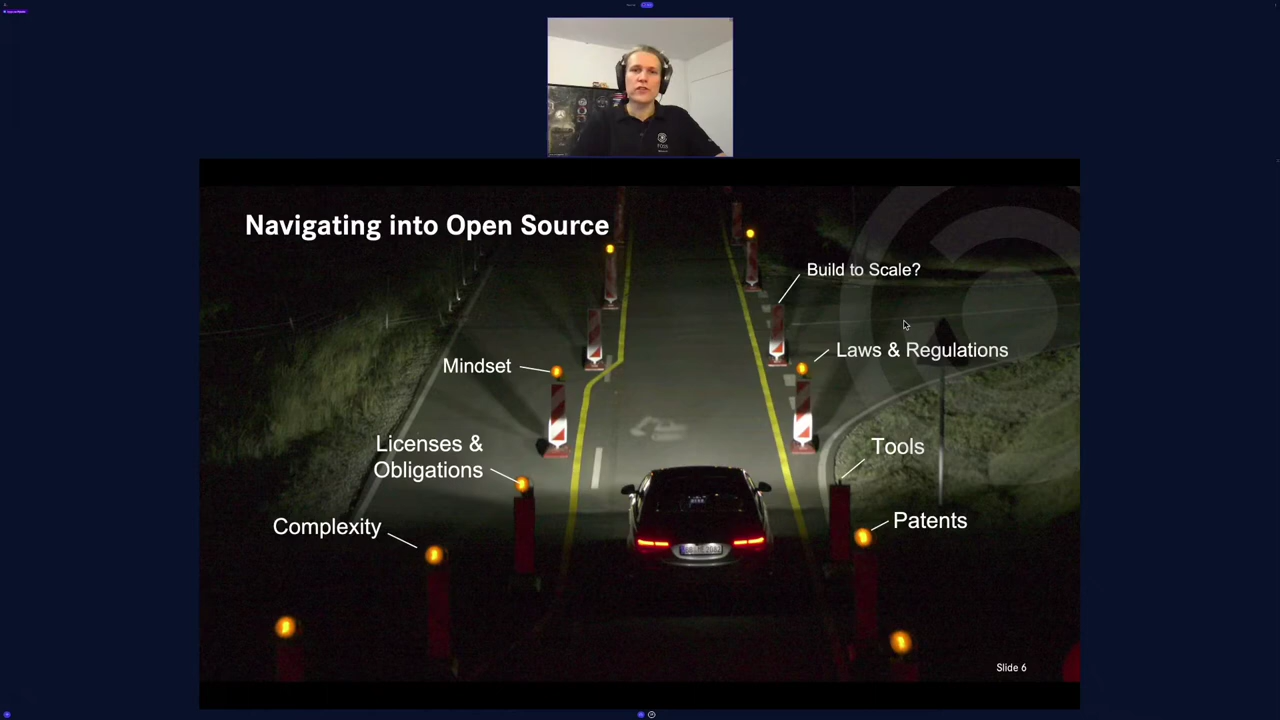 Navigating into Open Source
Build to Scale?
Laws & Regulations
Mindset
Licenses &
Obligations
Tools
Complexity
Patents
Slide 6